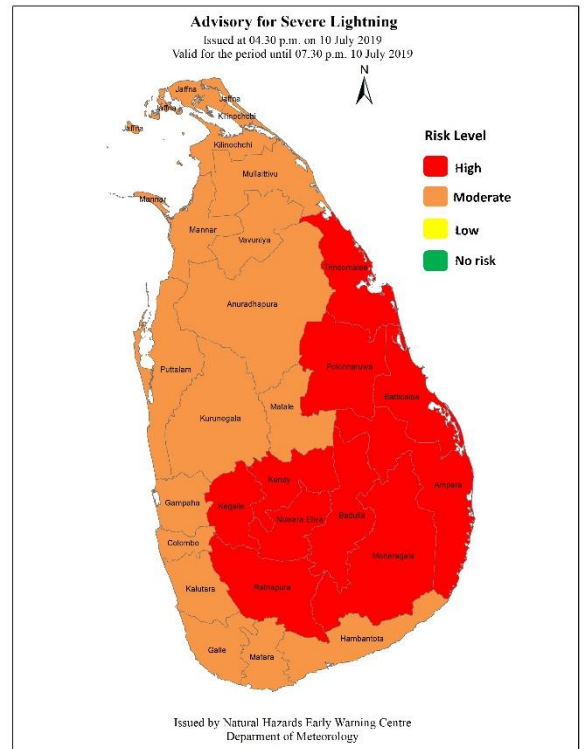 Advisory for Severe Lightning
Issued at 04.30 p.m. on 10 July 2019
Valid for the period until 07.30 p.m. 10 July 2019
N
Risk Level
High
Moderate
Low
No risk
Jaffna
Jaffna
Jaffna
Jaffna
Kilinochchi
Kilinochchi
Mullaittivu
Mannar
Mannar
Vavuniya
Trincomalee
Anuradhapura
Puttalam
Polonnaruwa
Batticaloa
Matale
Kurunegala
Kandy
Ampara
Gampaha
Kegalle
Nuwara Eliya
Badulla
Colombo
Monaragala
Kalutara
Ratnapura
Hambantota
Galle
Matara
Issued by Natural Hazards Early Warning Centre
Deparment of Meteorology